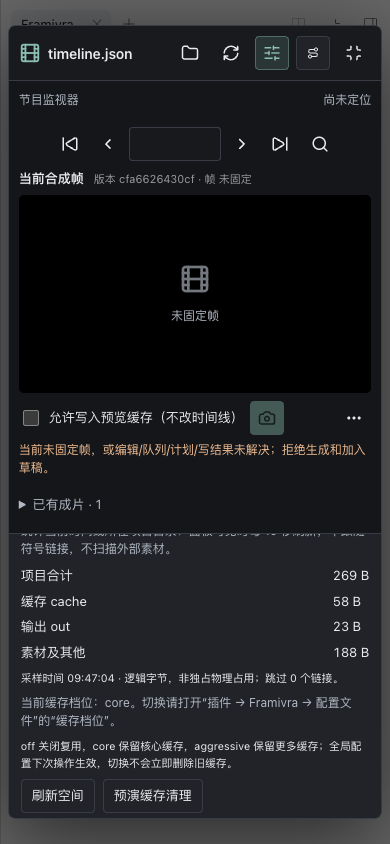 Framivra
timeline.json
节目监视器
尚未定位
当前合成帧 版本 cfa6626430cf · 帧 未固定
未固定帧
允许写入预览缓存（不改时间线）
当前未固定帧，或编辑/队列/计划/写结果未解决；拒绝生成和加入
草稿。
已有成片 · 1
符号链接，不扫描外部素材。
项目合计 269 B
缓存 cache 58 B
输出 out 23 B
素材及其他 188 B
采样时间 09:47:04 · 逻辑字节，非独占物理占用；跳过 0 个链接。
当前缓存档位：core。切换请打开“插件 → Framivra → 配置文
件”的“缓存档位”。
off 关闭复用，core 保留核心缓存，aggressive 保留更多缓存；全局配
置下次操作生效，切换不会立即删除旧缓存。
刷新空间
预演缓存清理